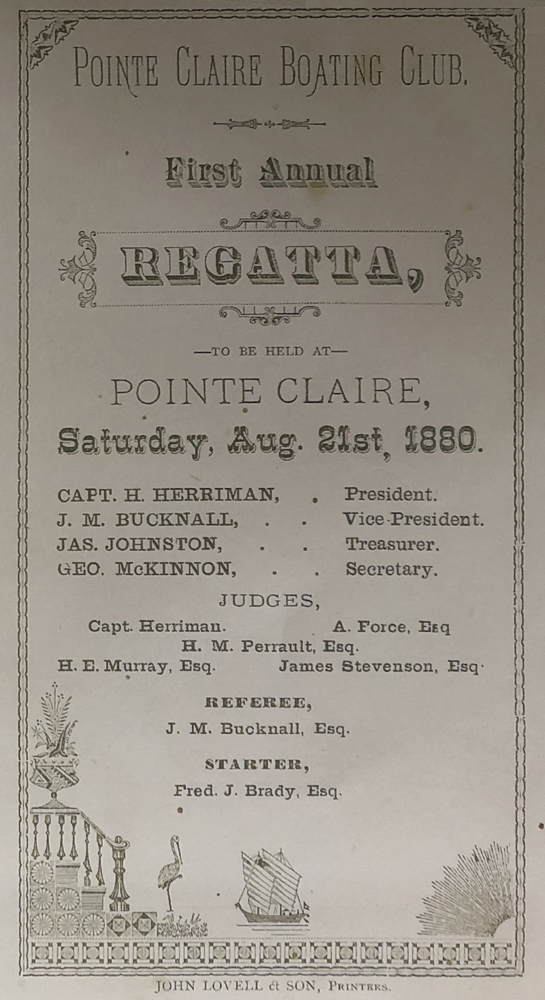 POINTE CLAIRE BOATING CLUB.
First Annual
REGATTA,
—TO BE HELD AT—
POINTE CLAIRE,
Saturday, Aug. 21st, 1880.
CAPT. H. HERRIMAN, . President.
J. M. BUCKNALL, . . Vice-President.
JAS. JOHNSTON, . . Treasurer.
GEO. McKINNON, . . Secretary.
JUDGES,
Capt. Herriman. A. Force, Esq
H. M. Perrault, Esq.
H. E. Murray, Esq. James Stevenson, Esq.
REFEREE,
J. M. Bucknall, Esq.
STARTER,
Fred. J. Brady, Esq.
JOHN LOVELL & SON, PRINTERS.